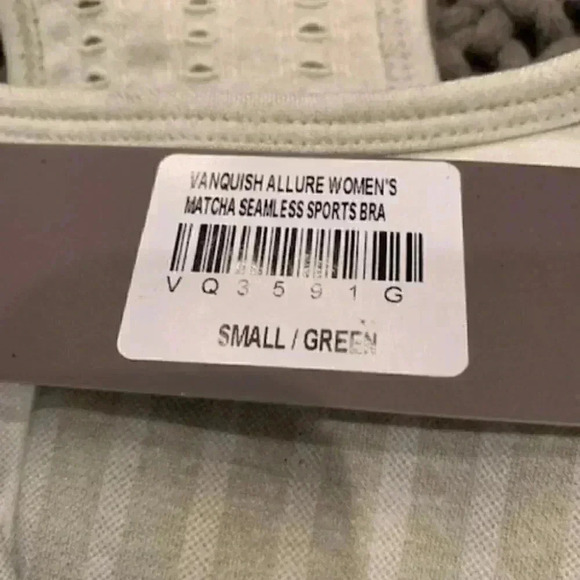 VANQUISH ALLURE WOMEN'S
MATCHA SEAMLESS SPORTS BRA
VQ3591G
SMALL / GREEN